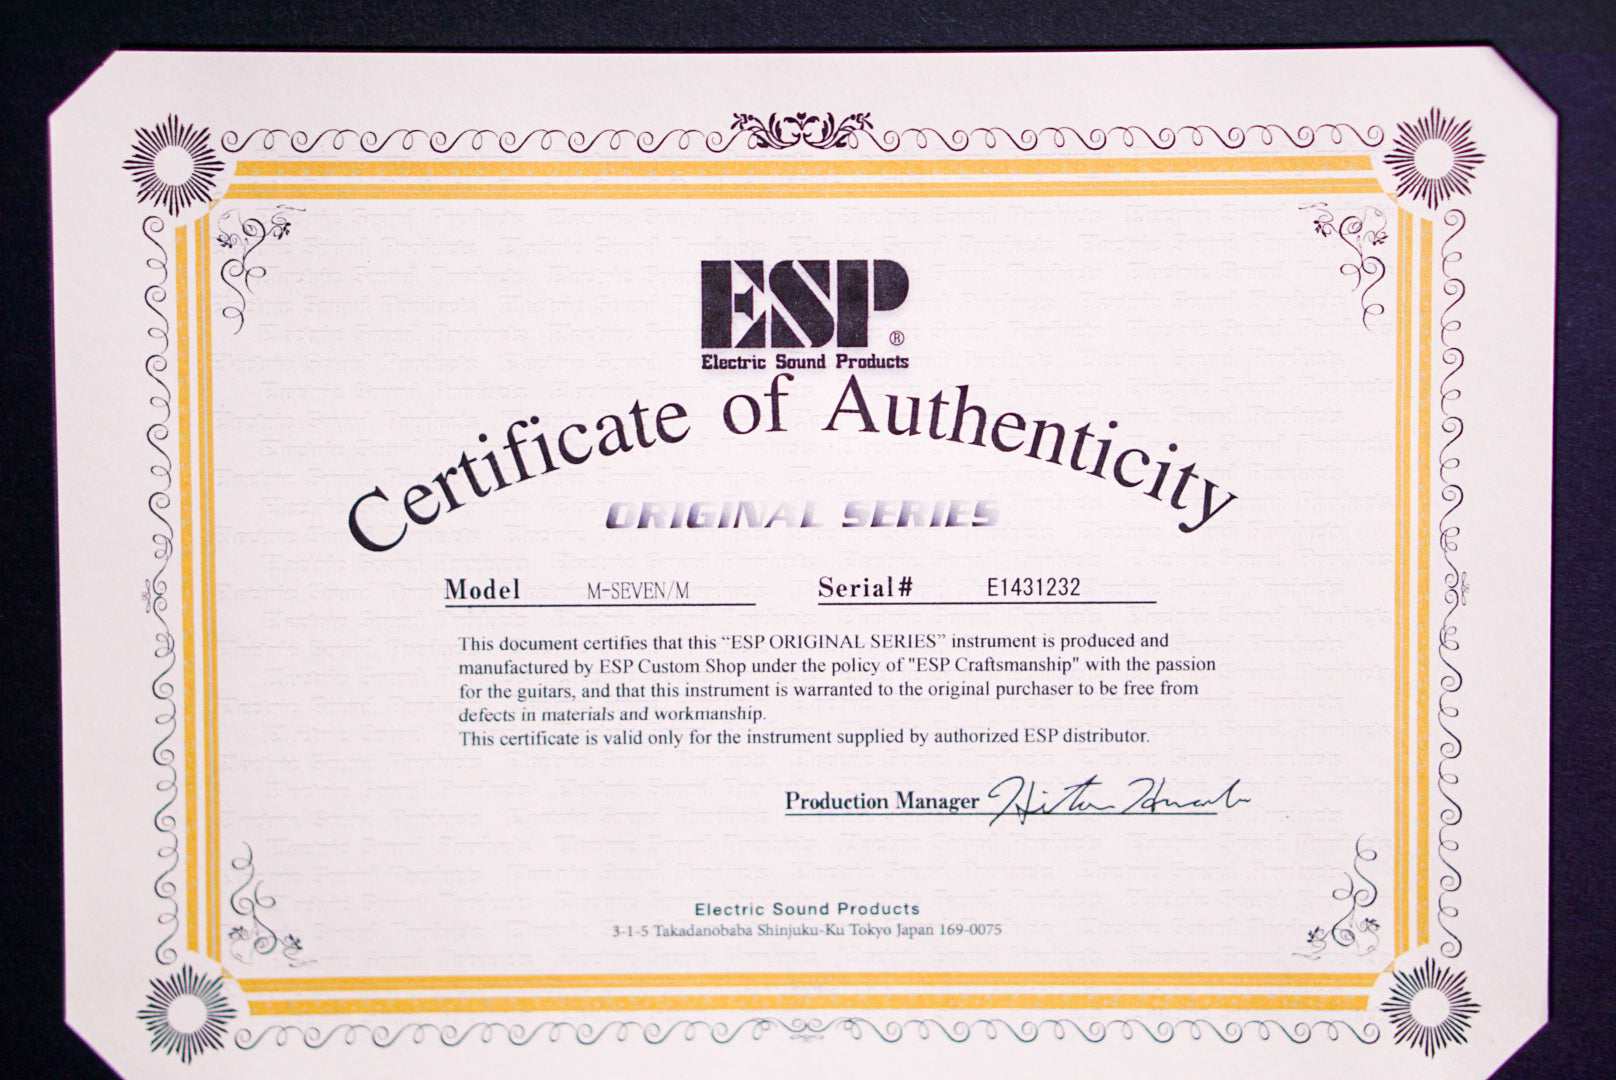 ESP®
Electric Sound Products
Certificate of Authenticity
ORIGINAL SERIES
Model M-SEVEN/M Serial# E1431232
This document certifies that this “ESP ORIGINAL SERIES” instrument is produced and
manufactured by ESP Custom Shop under the policy of "ESP Craftsmanship" with the passion
for the guitars, and that this instrument is warranted to the original purchaser to be free from
defects in materials and workmanship.
This certificate is valid only for the instrument supplied by authorized ESP distributor.
Production Manager
Electric Sound Products
3-1-5 Takadanobaba Shinjuku-Ku Tokyo Japan 169-0075